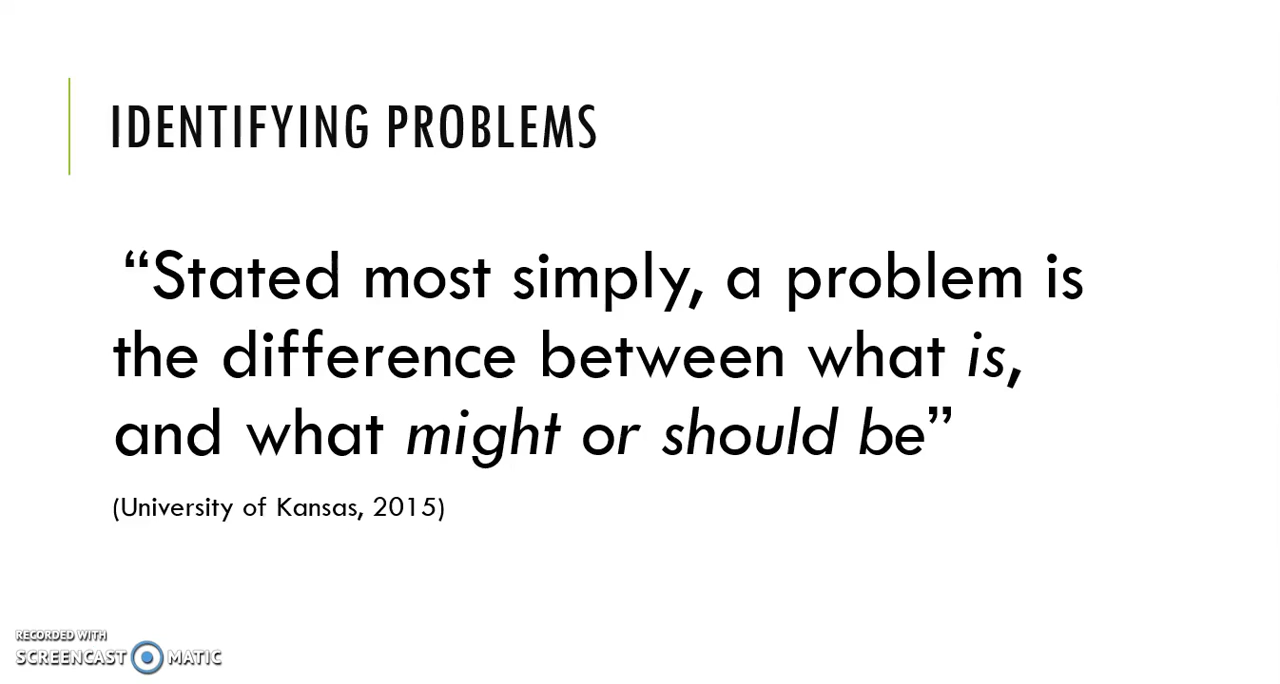 IDENTIFYING PROBLEMS
“Stated most simply, a problem is
the difference between what is,
and what might or should be”
(University of Kansas, 2015)
RECORDED WITH
SCREENCAST MATIC